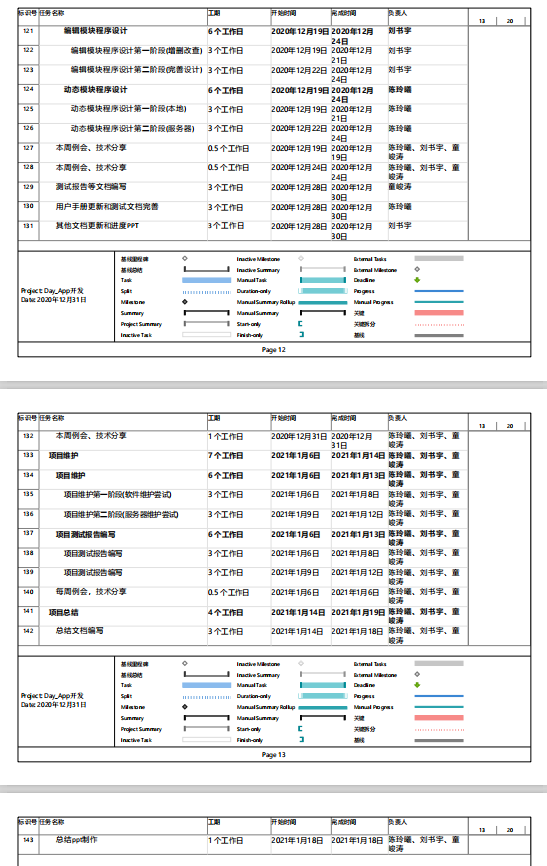 标识号 任务名称 工期 开始时间 完成时间 负责人
13 20
121 编辑模块程序设计 6 个工作日 2020年12月19日 2020年12月 刘书宇
24日
122 编辑模块程序设计第一阶段(增删改查) 3 个工作日 2020年12月19日 2020年12月 刘书宇
21日
123 编辑模块程序设计第二阶段(完善设计) 3 个工作日 2020年12月22日 2020年12月 刘书宇
24日
124 动态模块程序设计 6 个工作日 2020年12月19日 2020年12月 陈玲曦
24日
125 动态模块程序设计第一阶段(本地) 3 个工作日 2020年12月19日 2020年12月 陈玲曦
21日
126 动态模块程序设计第二阶段(服务器) 3 个工作日 2020年12月22日 2020年12月 陈玲曦
24日
127 本周例会、技术分享 0.5 个工作日 2020年12月19日 2020年12月 陈玲曦、刘书宇、童
19日 峻涛
128 本周例会、技术分享 0.5 个工作日 2020年12月24日 2020年12月 陈玲曦、刘书宇、童
24日 峻涛
129 测试报告等文档编写 3 个工作日 2020年12月28日 2020年12月 童峻涛
30日
130 用户手册更新和测试文档完善 3 个工作日 2020年12月28日 2020年12月 陈玲曦
30日
131 其他文档更新和进度PPT 3 个工作日 2020年12月28日 2020年12月 刘书宇
30日
Project: Day_App开发
Date: 2020年12月31日
基线里程碑 Inactive Milestone External Tasks
基线总结 Inactive Summary External Milestone
Task Manual Task Deadline
Split Duration-only Progress
Milestone Manual Summary Rollup Manual Progress
Summary Manual Summary 关键
Project Summary Start-only 关键拆分
Inactive Task Finish-only 基线
Page 12
标识号 任务名称 工期 开始时间 完成时间 负责人
13 20
132 本周例会、技术分享 1 个工作日 2020年12月31日 2020年12月 陈玲曦、刘书宇、童
31日 峻涛
133 项目维护 7 个工作日 2021年1月6日 2021年1月14日 陈玲曦、刘书宇、童
峻涛
134 项目维护 6 个工作日 2021年1月6日 2021年1月13日 陈玲曦、刘书宇、童
峻涛
135 项目维护第一阶段(软件维护尝试) 3 个工作日 2021年1月6日 2021年1月8日 陈玲曦、刘书宇、童
峻涛
136 项目维护第二阶段(服务器维护尝试) 3 个工作日 2021年1月9日 2021年1月12日 陈玲曦、刘书宇、童
峻涛
137 项目测试报告编写 6 个工作日 2021年1月6日 2021年1月13日 陈玲曦、刘书宇、童
峻涛
138 项目测试报告编写 3 个工作日 2021年1月6日 2021年1月8日 陈玲曦、刘书宇、童
峻涛
139 项目测试报告编写 3 个工作日 2021年1月9日 2021年1月12日 陈玲曦、刘书宇、童
峻涛
140 每周例会，技术分享 0.5 个工作日 2021年1月6日 2021年1月6日 陈玲曦、刘书宇、童
峻涛
141 项目总结 4 个工作日 2021年1月14日 2021年1月19日 陈玲曦、刘书宇、童
峻涛
142 总结文档编写 3 个工作日 2021年1月14日 2021年1月18日 陈玲曦、刘书宇、童
峻涛
Project: Day_App开发
Date: 2020年12月31日
基线里程碑 Inactive Milestone External Tasks
基线总结 Inactive Summary External Milestone
Task Manual Task Deadline
Split Duration-only Progress
Milestone Manual Summary Rollup Manual Progress
Summary Manual Summary 关键
Project Summary Start-only 关键拆分
Inactive Task Finish-only 基线
Page 13
标识号 任务名称 工期 开始时间 完成时间 负责人
13 20
143 总结ppt制作 1 个工作日 2021年1月18日 2021年1月18日 陈玲曦、刘书宇、童
峻涛